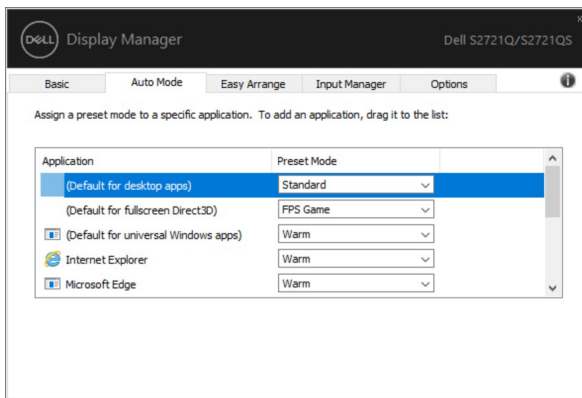 DELL Display Manager Dell S2721Q/S2721QS
Basic Auto Mode Easy Arrange Input Manager Options
Assign a preset mode to a specific application. To add an application, drag it to the list:
Application Preset Mode
(Default for desktop apps) Standard
(Default for fullscreen Direct3D) FPS Game
(Default for universal Windows apps) Warm
Internet Explorer Warm
Microsoft Edge Warm